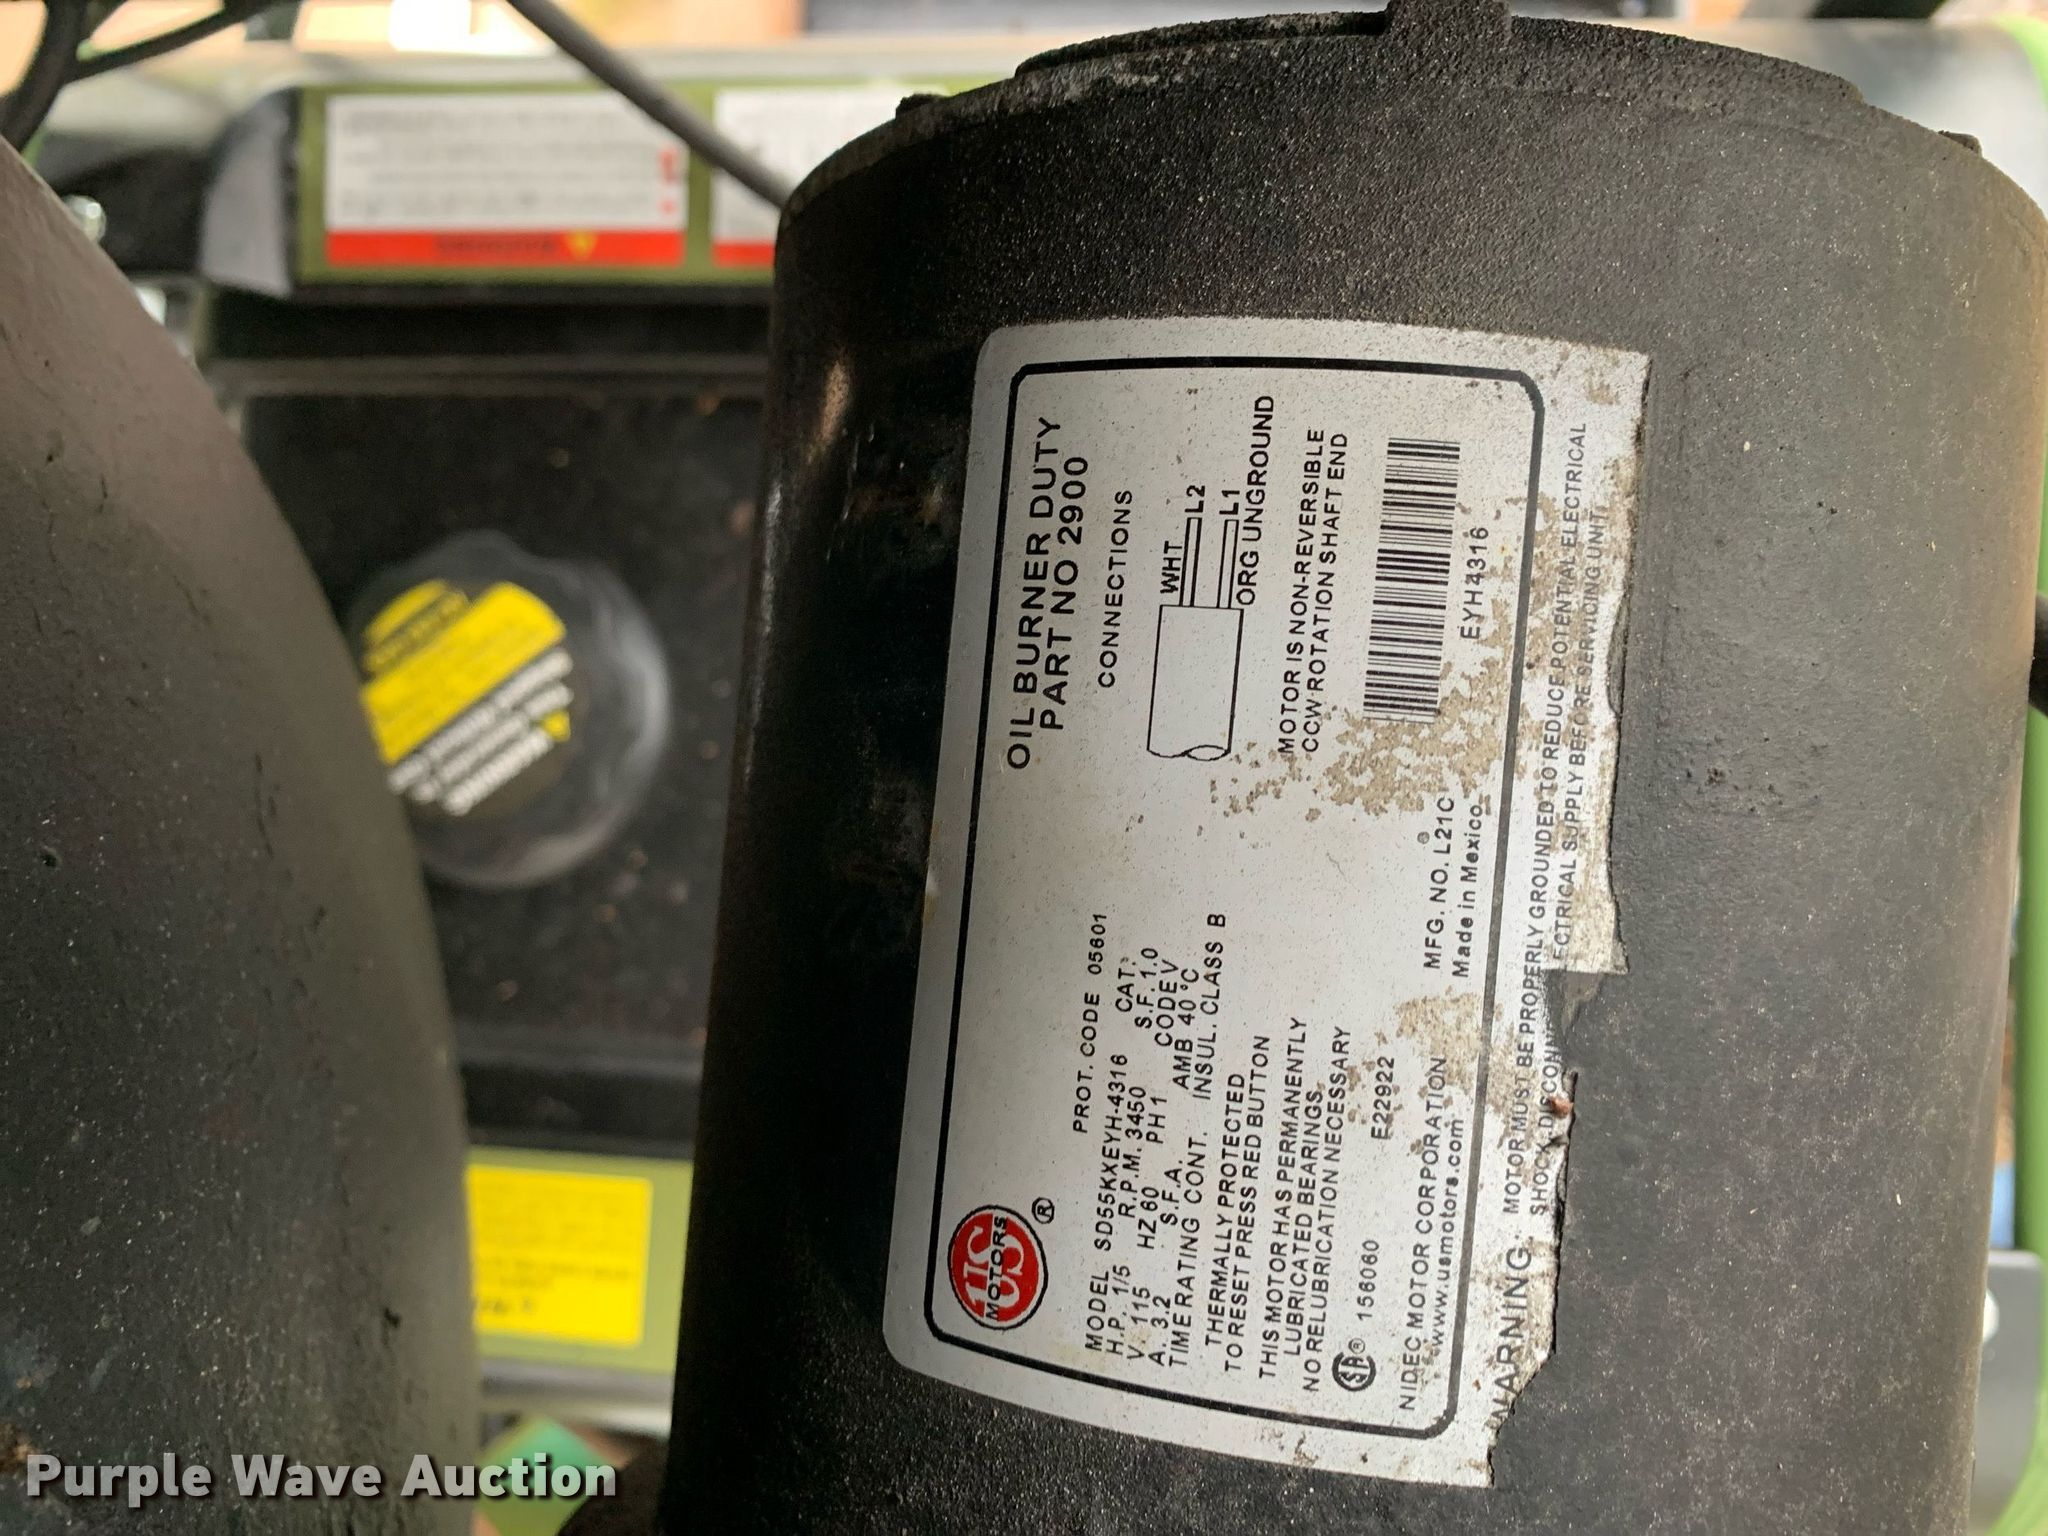 US
MOTORS
®
PROT. CODE 05601
MODEL SD55KXEYH-4316 CAT.
H.P. 1/5 R.P.M. 3450 S.F. 1.0
V. 115 HZ 60 PH 1 CODE V
A. 3.2 S.F.A. AMB 40 °C
TIME RATING CONT. INSUL. CLASS B
THERMALLY PROTECTED
TO RESET PRESS RED BUTTON
THIS MOTOR HAS PERMANENTLY
LUBRICATED BEARINGS.
NO RELUBRICATION NECESSARY
® 156060 E22922
NIDEC MOTOR CORPORATION MFG. NO. L21C
www.usmotors.com Made in Mexico
OIL BURNER DUTY
PART NO 2900
CONNECTIONS
WHT L2
L1
ORG UNGROUND
MOTOR IS NON-REVERSIBLE
CCW ROTATION SHAFT END
EYH4316
WARNING. MOTOR MUST BE PROPERLY GROUNDED TO REDUCE POTENTIAL ELECTRICAL
SHOCK. DISCONN ECTRICAL SUPPLY BEFORE SERVICING UNIT.
Purple Wave Auction